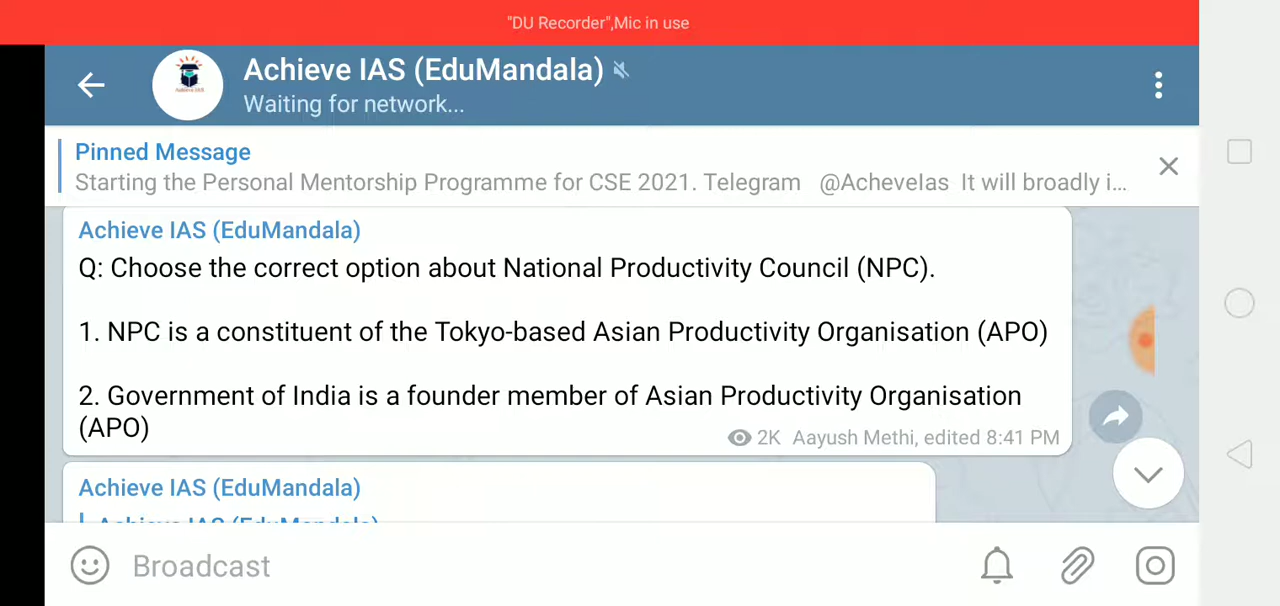 "DU Recorder",Mic in use
Achieve IAS (EduMandala)
Waiting for network...
Pinned Message
Starting the Personal Mentorship Programme for CSE 2021. Telegram @AcheveIas It will broadly i...
Achieve IAS (EduMandala)
Q: Choose the correct option about National Productivity Council (NPC).
1. NPC is a constituent of the Tokyo-based Asian Productivity Organisation (APO)
2. Government of India is a founder member of Asian Productivity Organisation
(APO)
2K Aayush Methi, edited 8:41 PM
Achieve IAS (EduMandala)
Achieve IAS (EduMandala)
Broadcast